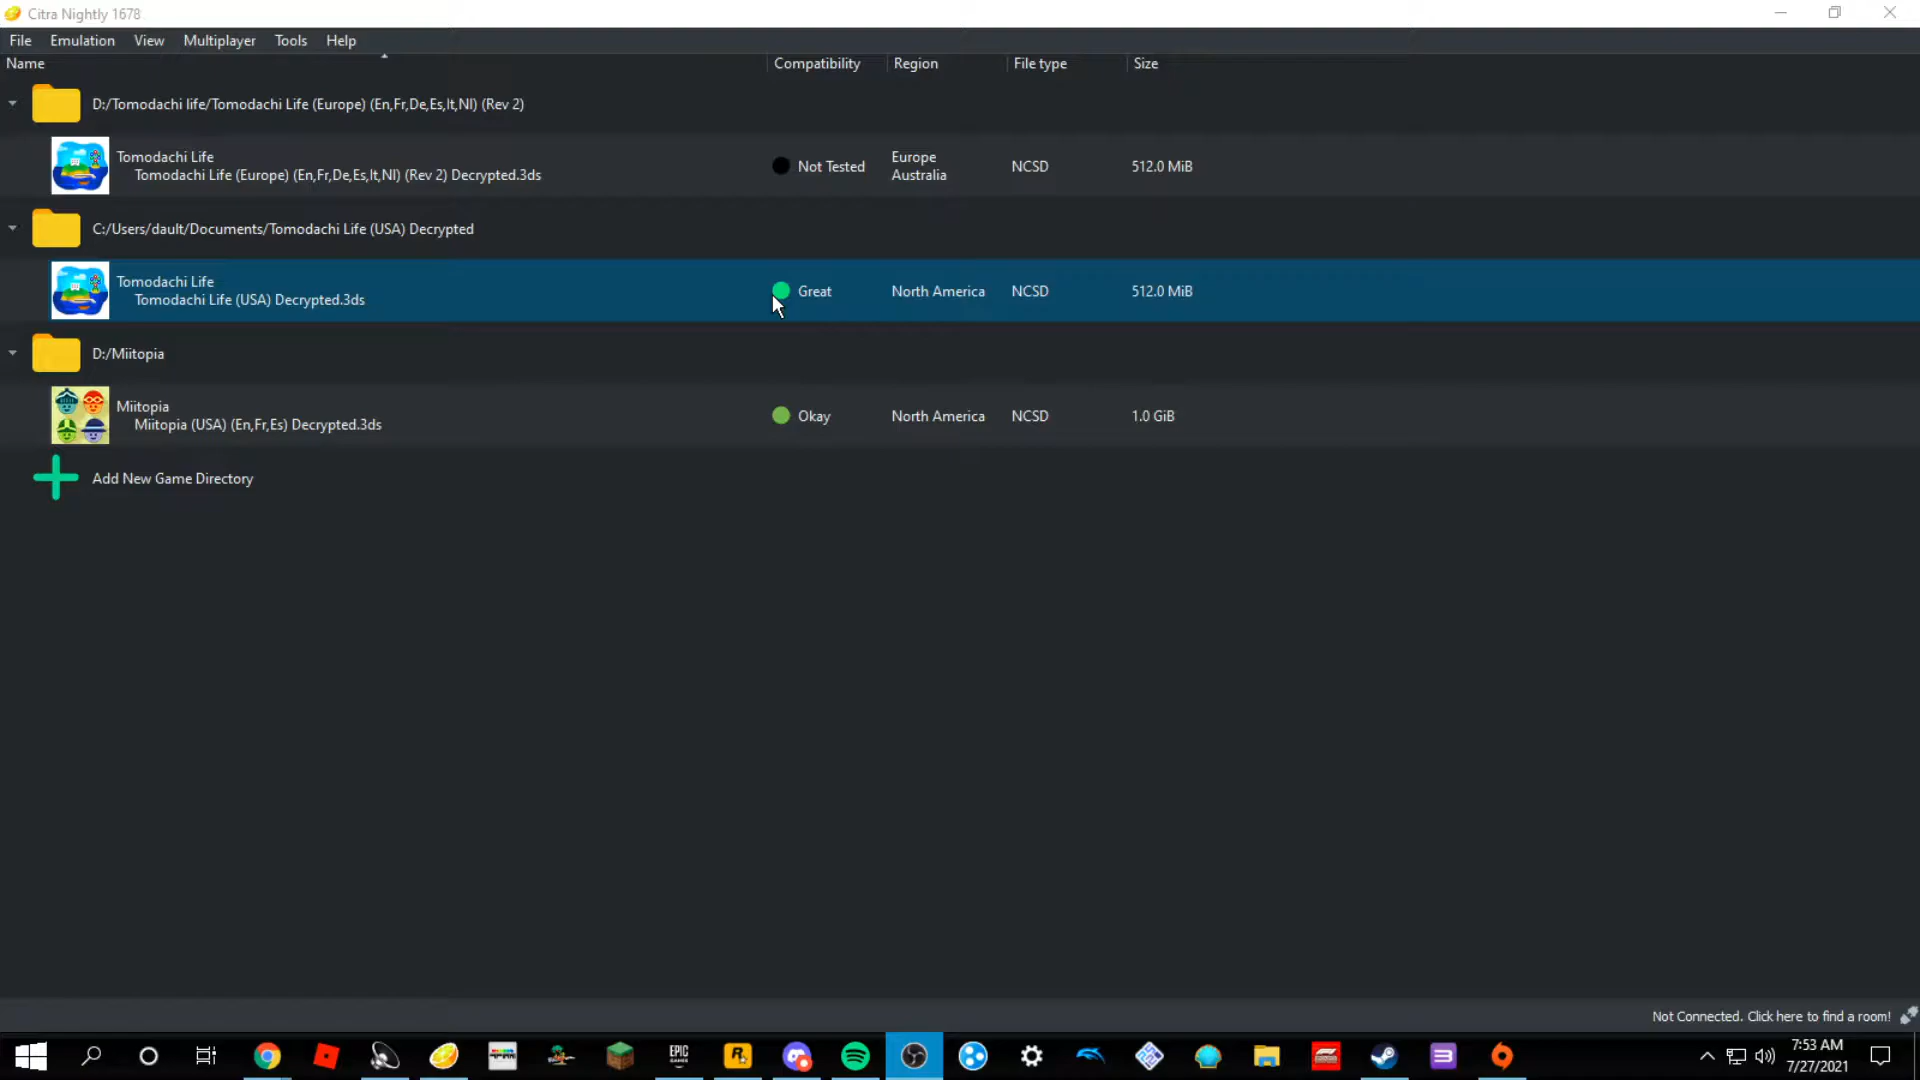 Citra Nightly 1678
File Emulation View Multiplayer Tools Help
Name Compatibility Region File type Size
D:/Tomodachi life/Tomodachi Life (Europe) (En,Fr,De,Es,It,Nl) (Rev 2)
Tomodachi Life
Tomodachi Life (Europe) (En,Fr,De,Es,It,Nl) (Rev 2) Decrypted.3ds
Not Tested
Europe
Australia
NCSD
512.0 MiB
C:/Users/dault/Documents/Tomodachi Life (USA) Decrypted
Tomodachi Life
Tomodachi Life (USA) Decrypted.3ds
Great
North America
NCSD
512.0 MiB
D:/Miitopia
Miitopia
Miitopia (USA) (En,Fr,Es) Decrypted.3ds
Okay
North America
NCSD
1.0 GiB
Add New Game Directory
Not Connected. Click here to find a room!
EPIC
GAMES
R
7:53 AM
7/27/2021